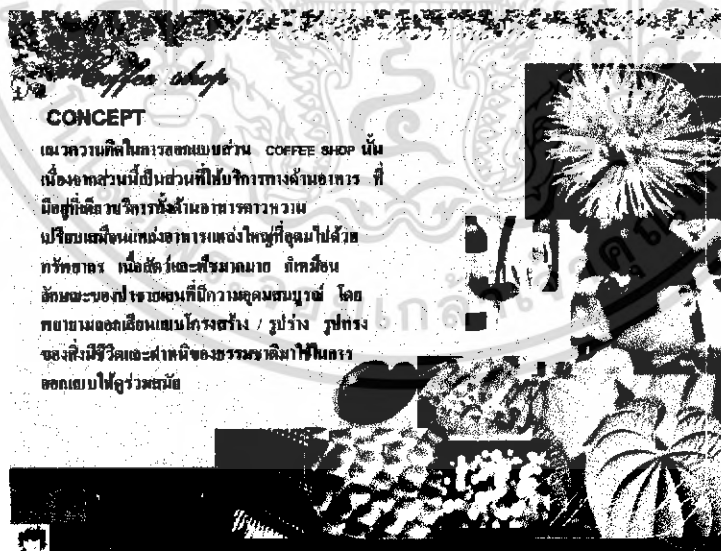 Coffee shop
CONCEPT
แนวความคิดในการออกแบบส่วน COFFEE SHOP นั้น
เนื่องจากส่วนนี้เป็นส่วนที่ให้บริการทางด้านอาหาร ที่
มีอยู่ที่เดียวบริการทั้งด้านอาหารคาวหวาน
เปรียบเสมือนแหล่งอาหารแหล่งใหญ่ที่อุดมไปด้วย
ทรัพยากร เนื้อสัตว์และพืชมากมาย ก็เหมือน
ลักษณะของป่าชายเลนที่มีความอุดมสมบูรณ์ โดย
พยายามลอกเลียนแบบโครงสร้าง / รูปร่าง รูปทรง
ของสิ่งมีชีวิตและตำหนิของธรรมชาติมาใช้ในการ
ออกแบบให้ดูร่วมสมัย